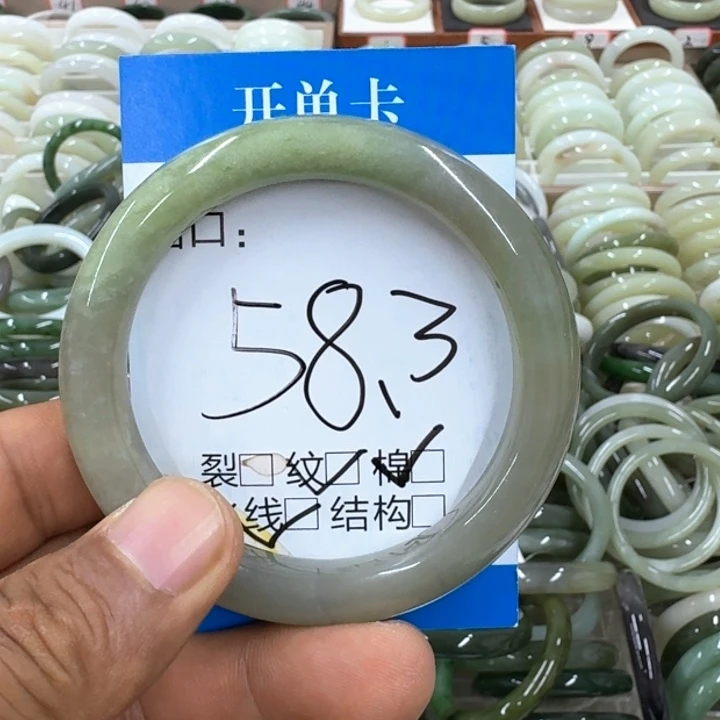 开单卡
口：
58.3
裂□ 纹□ 棉□
线□ 结构□